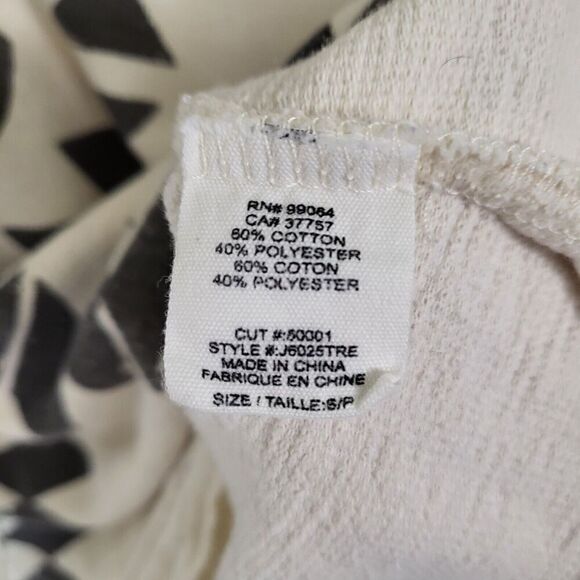 RN# 99064
CA# 37757
60% COTTON
40% POLYESTER
60% COTON
40% POLYESTER
CUT #:50001
STYLE #:J6025TRE
MADE IN CHINA
FABRIQUE EN CHINE
SIZE / TAILLE:S/P